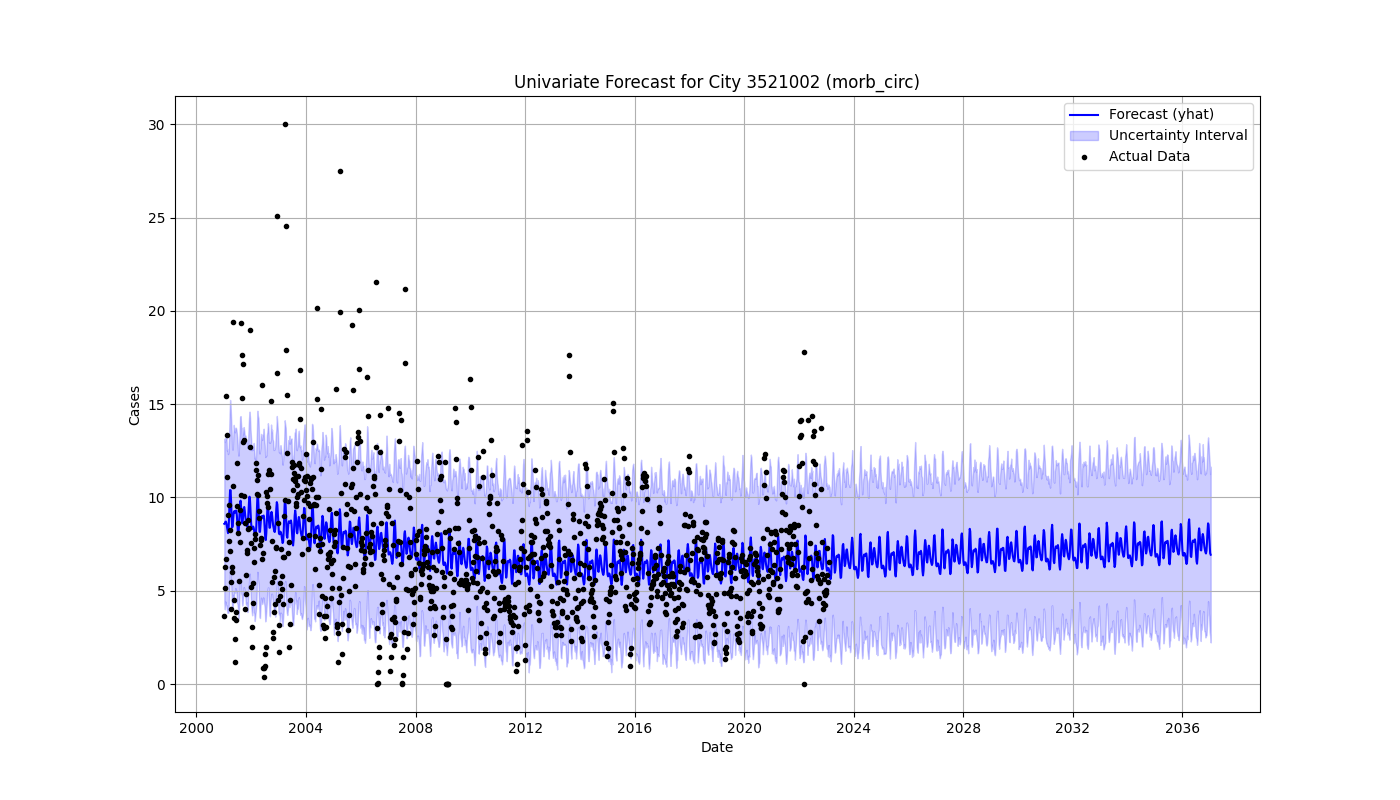 Univariate Forecast for City 3521002 (morb_circ)
Forecast (yhat)
Uncertainty Interval
Actual Data
30
25
20
15
10
5
0
Cases
2000 2004 2008 2012 2016 2020 2024 2028 2032 2036
Date